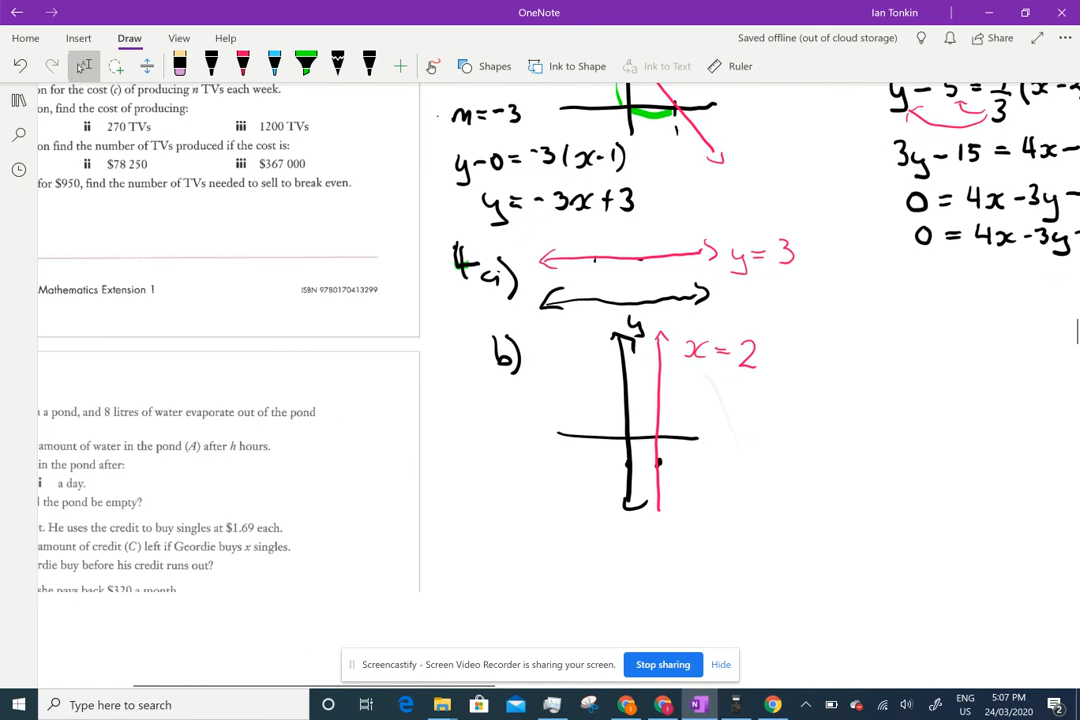 OneNote
Ian Tonkin
Home Insert Draw View Help
Saved offline (out of cloud storage)
Share
Shapes
Ink to Shape
Ink to Text
Ruler
on for the cost (c) of producing n TVs each week.
on, find the cost of producing:
ii 270 TVs iii 1200 TVs
on find the number of TVs produced if the cost is:
ii $78 250 iii $367 000
for $950, find the number of TVs needed to sell to break even.
Mathematics Extension 1 ISBN 9780170413299
a pond, and 8 litres of water evaporate out of the pond
amount of water in the pond (A) after h hours.
in the pond after:
i a day.
the pond be empty?
t. He uses the credit to buy singles at $1.69 each.
amount of credit (C) left if Geordie buys x singles.
rdie buy before his credit runs out?
she pays back $320 a month
m = -3
1
y-0 = -3(x-1)
y = -3x+3
4 a)
y = 3
b)
y
x = 2
3
3y-15 = 4x-
0 = 4x-3y-
0 = 4x-3y-
Screencastify - Screen Video Recorder is sharing your screen.
Stop sharing
Hide
Type here to search
ENG
US
5:07 PM
24/03/2020
2